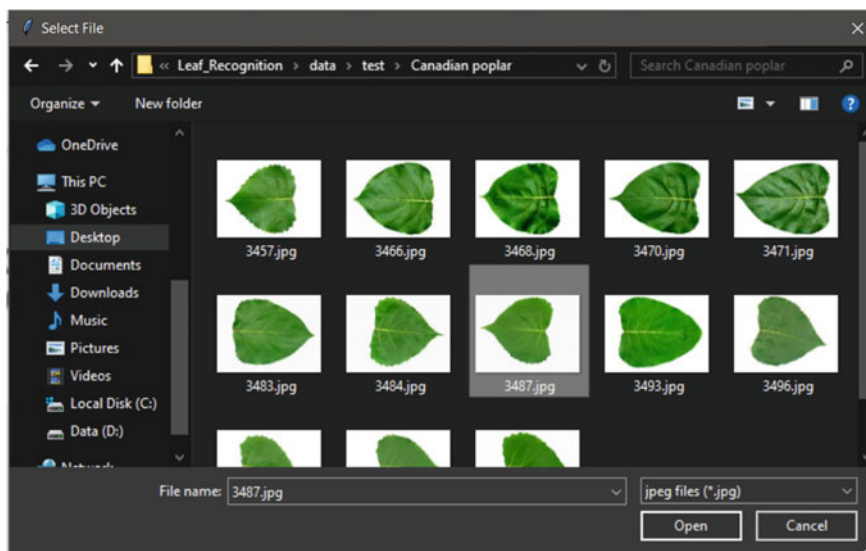 Select File
« Leaf_Recognition > data > test > Canadian poplar
Search Canadian poplar
Organize
New folder
OneDrive
This PC
3D Objects
Desktop
Documents
Downloads
Music
Pictures
Videos
Local Disk (C:)
Data (D:)
3457.jpg 3466.jpg 3468.jpg 3470.jpg 3471.jpg
3483.jpg 3484.jpg 3487.jpg 3493.jpg 3496.jpg
File name: 3487.jpg
jpeg files (*.jpg)
Open
Cancel